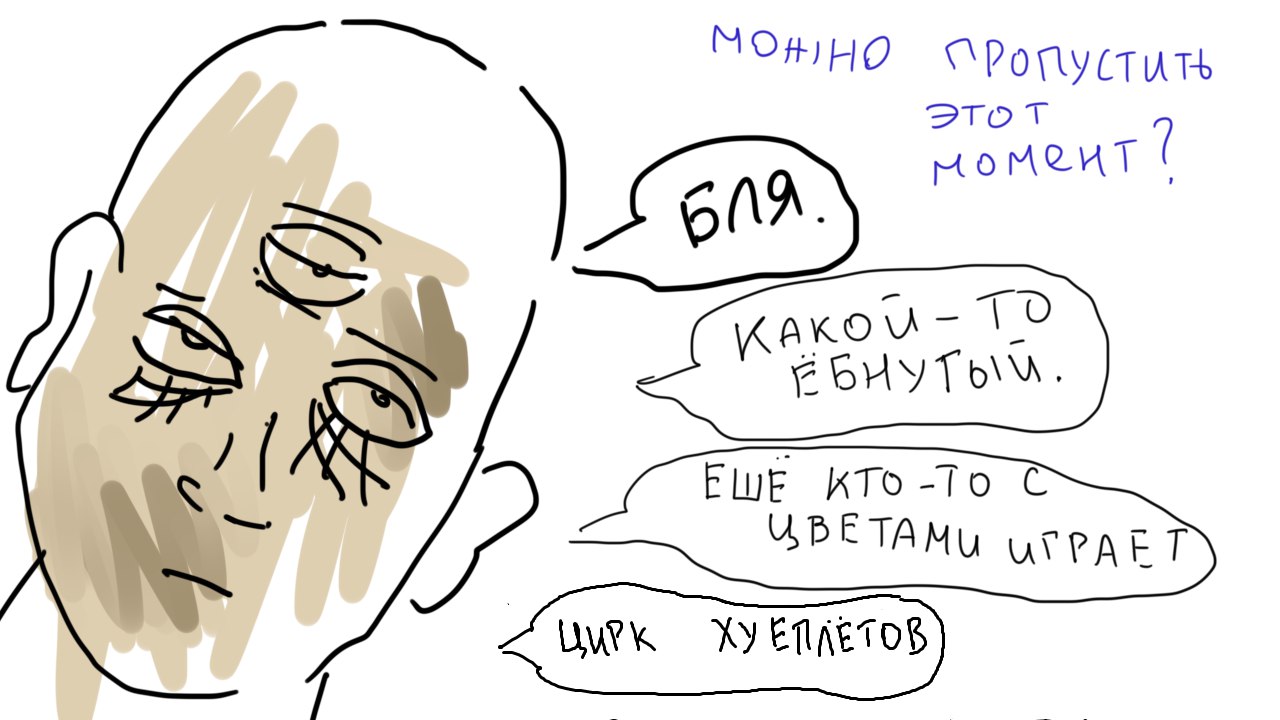 МОЖНО ПРОПУСТИТЬ
ЭТОТ
МОМЕНТ?
БЛЯ.
КАКОЙ-ТО
ЁБНУТЫЙ.
ЕЩЁ КТО-ТО С
ЦВЕТАМИ ИГРАЕТ
ЦИРК ХУЕПЛЁТОВ